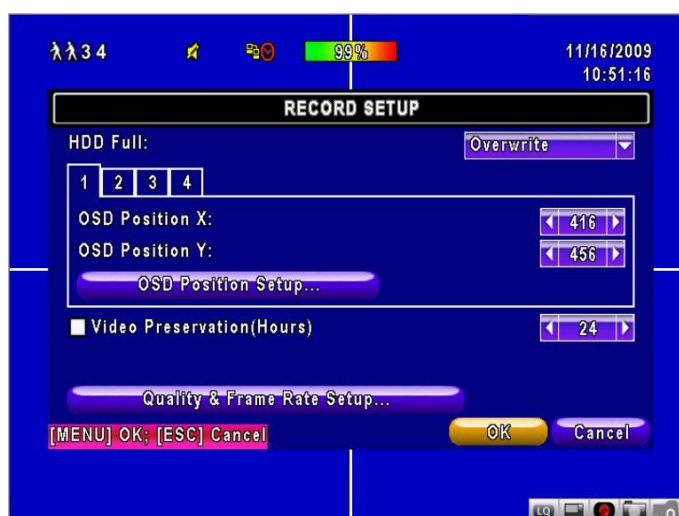 34 99% 11/16/2009
10:51:16
RECORD SETUP
HDD Full: Overwrite
1 2 3 4
OSD Position X: 416
OSD Position Y: 456
OSD Position Setup...
Video Preservation(Hours) 24
Quality & Frame Rate Setup...
[MENU] OK; [ESC] Cancel OK Cancel
LQ